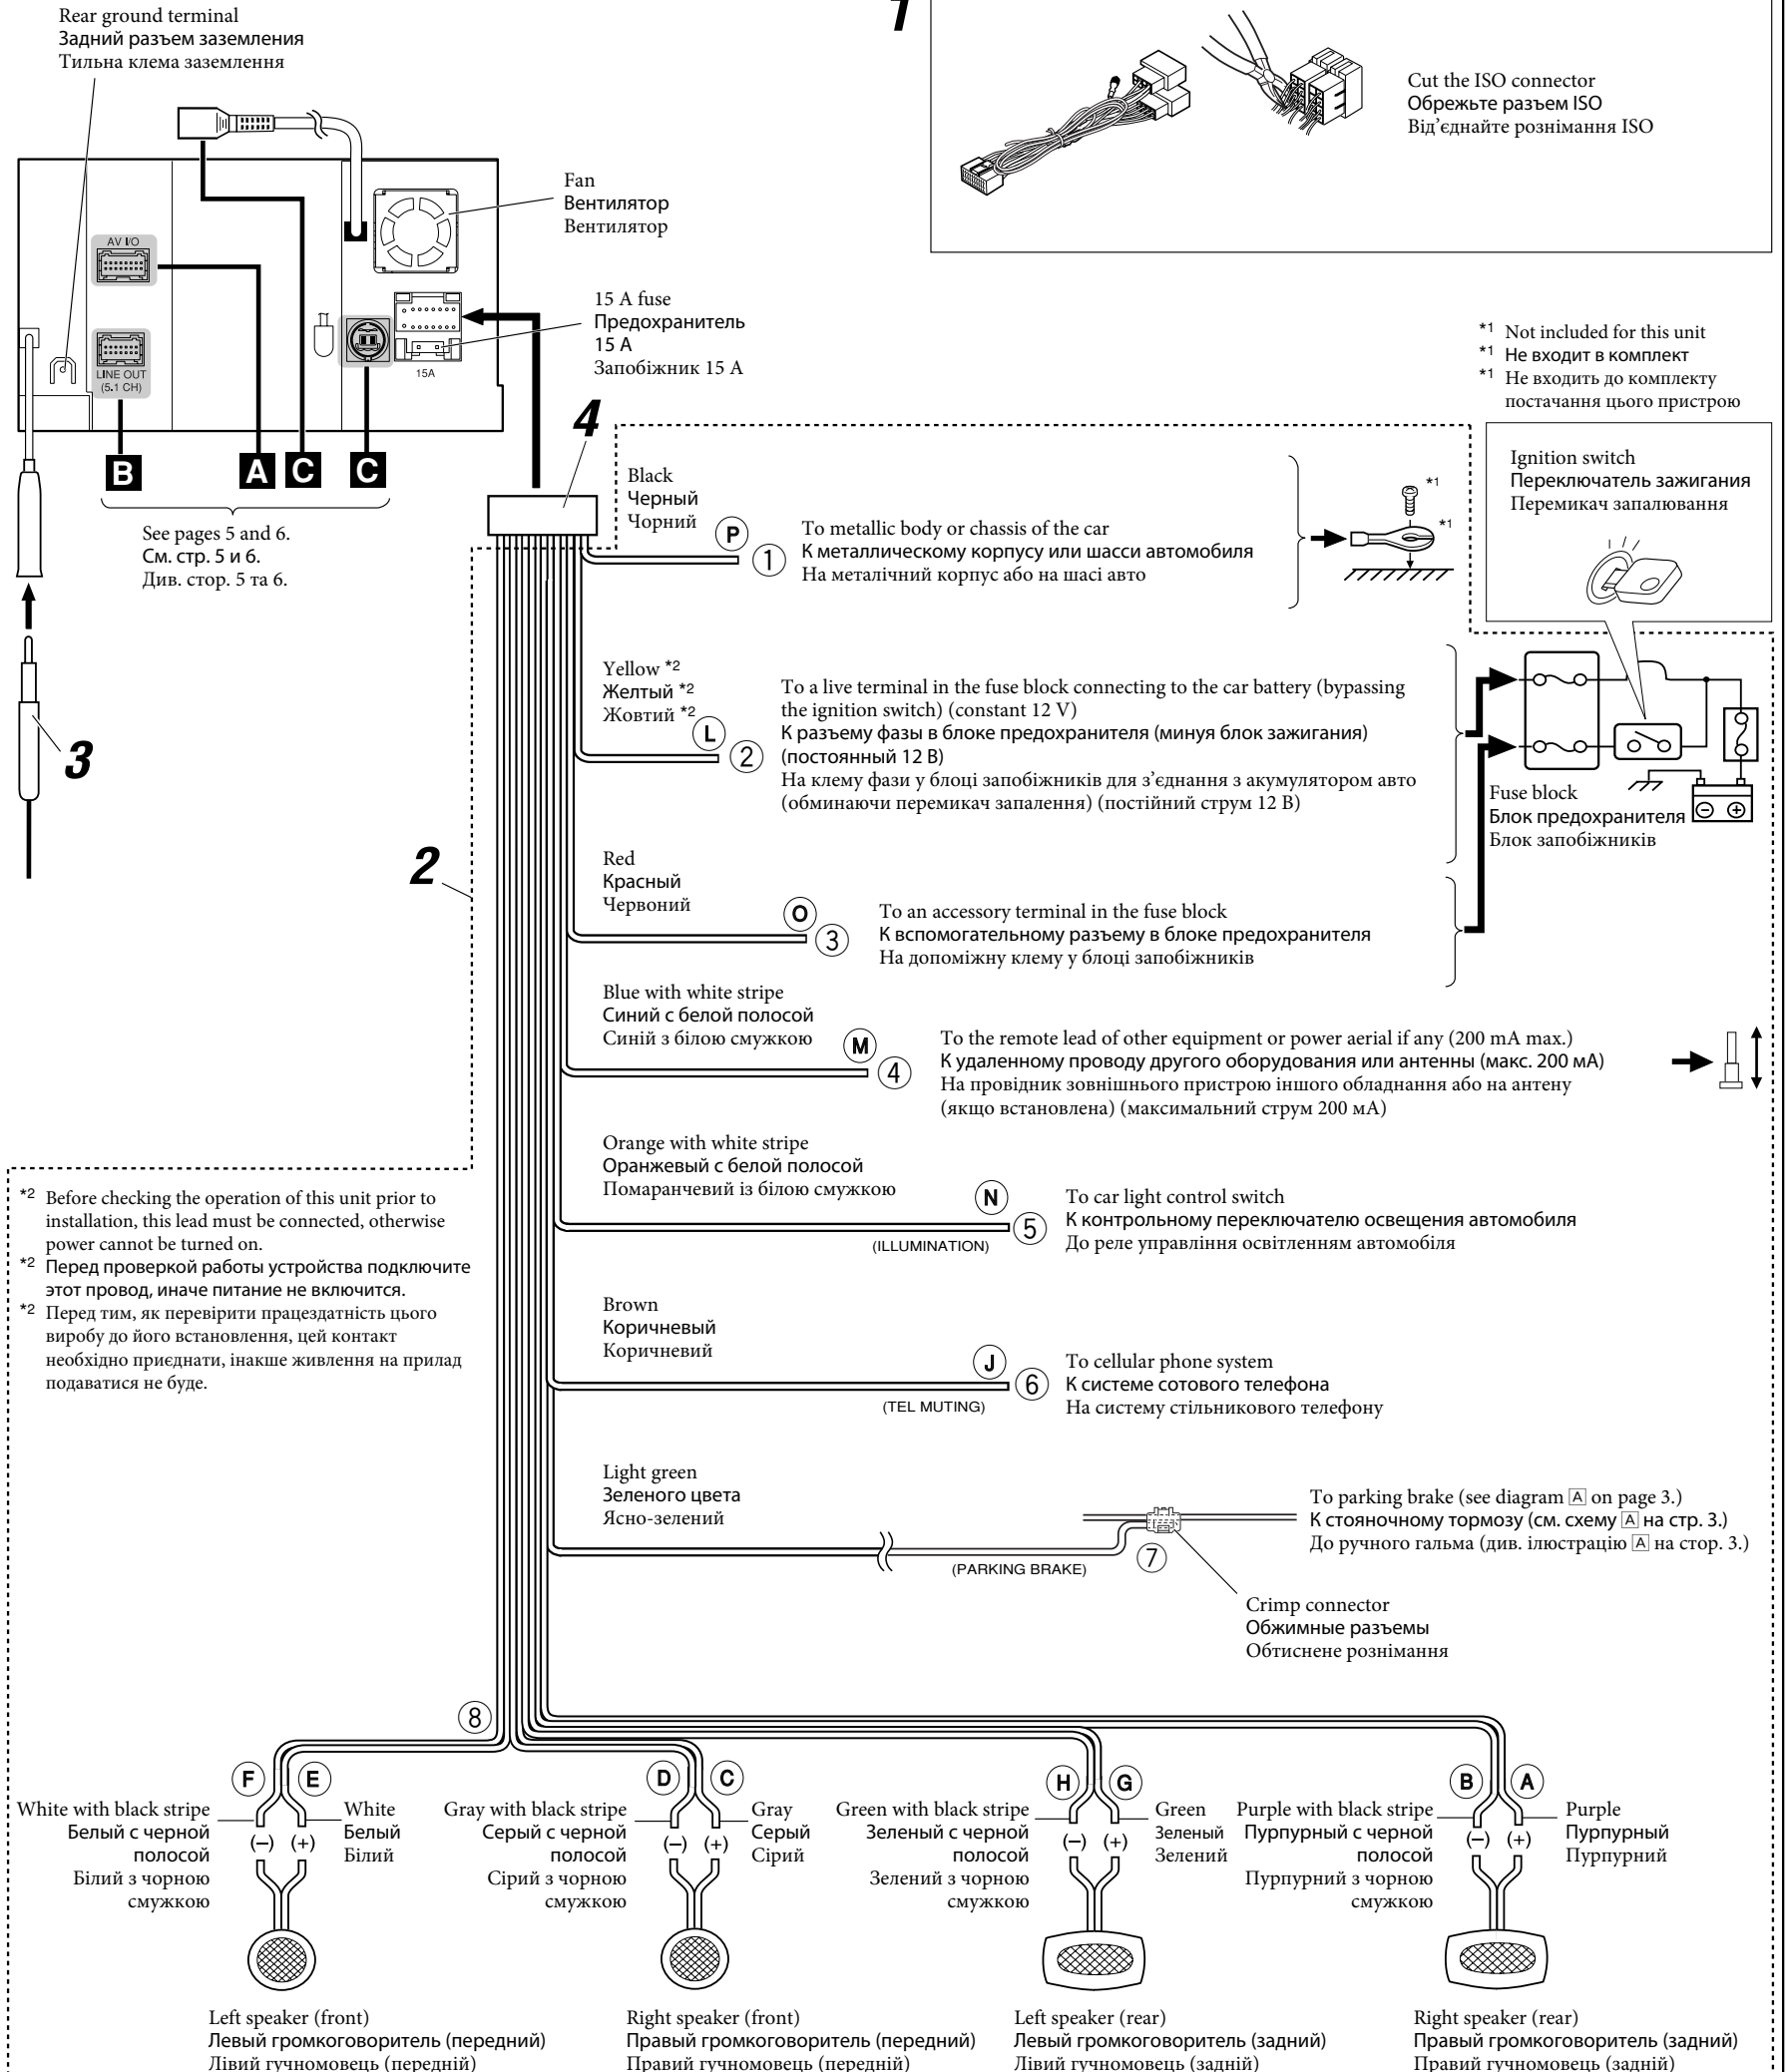 Rear ground terminal
Задний разъем заземления
Тильна клема заземлення
1
Cut the ISO connector
Обрежьте разъем ISO
Від’єднайте рознімання ISO
Fan
Вентилятор
Вентилятор
AV I/O
15 A fuse
Предохранитель
15 A
Запобіжник 15 A
LINE OUT
(5.1 CH)
15A
*1 Not included for this unit
*1 Не входит в комплект
*1 Не входить до комплекту
постачання цього пристрою
B
A
C
C
See pages 5 and 6.
См. стр. 5 и 6.
Див. стор. 5 та 6.
4
Ignition switch
Переключатель зажигания
Перемикач запалювання
Black
Черный
Чорний
P
1
To metallic body or chassis of the car
К металлическому корпусу или шасси автомобиля
На металічний корпус або на шасі авто
*1
*1
3
Yellow *2
Желтый *2
Жовтий *2
L
2
To a live terminal in the fuse block connecting to the car battery (bypassing
the ignition switch) (constant 12 V)
К разъему фазы в блоке предохранителя (минуя блок зажигания)
(постоянный 12 В)
На клему фази у блоці запобіжників для з’єднання з акумулятором авто
(обминаючи перемикач запалення) (постійний струм 12 В)
Fuse block
Блок предохранителя
Блок запобіжників
2
Red
Красный
Червоний
O
3
To an accessory terminal in the fuse block
К вспомогательному разъему в блоке предохранителя
На допоміжну клему у блоці запобіжників
Blue with white stripe
Синий с белой полосой
Синій з білою смужкою
M
4
To the remote lead of other equipment or power aerial if any (200 mA max.)
К удаленному проводу другого оборудования или антенны (макс. 200 мА)
На провідник зовнішнього пристрою іншого обладнання або на антену
(якщо встановлена) (максимальний струм 200 мА)
Orange with white stripe
Оранжевый с белой полосой
Помаранчевий із білою смужкою
N
5
(ILLUMINATION)
To car light control switch
К контрольному переключателю освещения автомобиля
До реле управління освітленням автомобіля
*2 Before checking the operation of this unit prior to
installation, this lead must be connected, otherwise
power cannot be turned on.
*2 Перед проверкой работы устройства подключите
этот провод, иначе питание не включится.
*2 Перед тим, як перевірити працездатність цього
виробу до його встановлення, цей контакт
необхідно приєднати, інакше живлення на прилад
подаватися не буде.
Brown
Коричневый
Коричневий
J
6
(TEL MUTING)
To cellular phone system
К системе сотового телефона
На систему стільникового телефону
Light green
Зеленого цвета
Ясно-зелений
(PARKING BRAKE)
7
To parking brake (see diagram A on page 3.)
К стояночному тормозу (см. схему A на стр. 3.)
До ручного гальма (див. ілюстрацію A на стор. 3.)
Crimp connector
Обжимные разъемы
Обтиснене рознімання
8
F
E
White with black stripe
Белый с черной
полосой
Білий з чорною
смужкою
(–) (+)
White
Белый
Білий
Left speaker (front)
Левый громкоговоритель (передний)
Лівий гучномовець (передній)
D
C
Gray with black stripe
Серый с черной
полосой
Сірий з чорною
смужкою
(–) (+)
Gray
Серый
Сірий
Right speaker (front)
Правый громкоговоритель (передний)
Правий гучномовець (передній)
H
G
Green with black stripe
Зеленый с черной
полосой
Зелений з чорною
смужкою
(–) (+)
Green
Зеленый
Зелений
Left speaker (rear)
Левый громкоговоритель (задний)
Лівий гучномовець (задній)
B
A
Purple with black stripe
Пурпурный с черной
полосой
Пурпурний з чорною
смужкою
(–) (+)
Purple
Пурпурный
Пурпурний
Right speaker (rear)
Правый громкоговоритель (задний)
Правий гучномовець (задній)